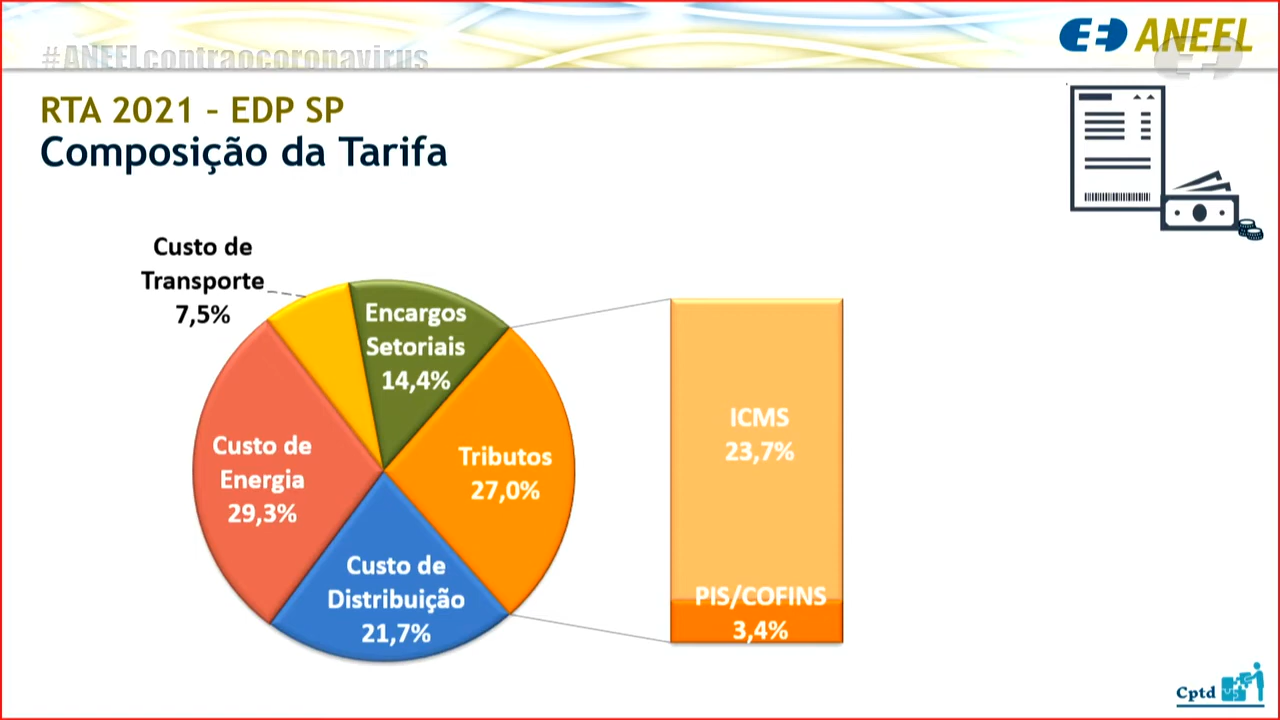 #ANEELcontraocoronavirus
ANEEL
RTA 2021 – EDP SP
Composição da Tarifa
Custo de
Transporte
7,5%
Encargos
Setoriais
14,4%
Custo de
Energia
29,3%
Tributos
27,0%
Custo de
Distribuição
21,7%
ICMS
23,7%
PIS/COFINS
3,4%
Cptd